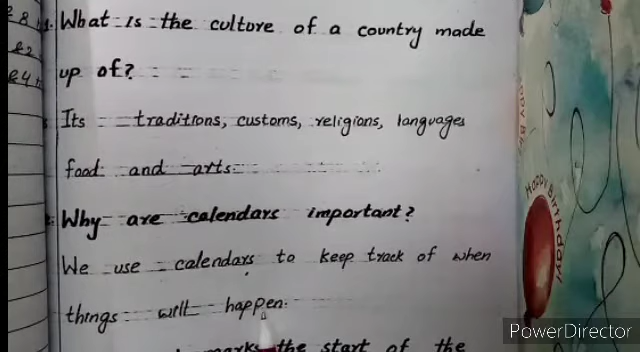 What is the culture of a country made
up of?
Its traditions, customs, religions, languages
food and arts.
Why are calendars important?
We use calendars to keep track of when
things will happen.
marks the start of the
Happy Birthday!
PowerDirector